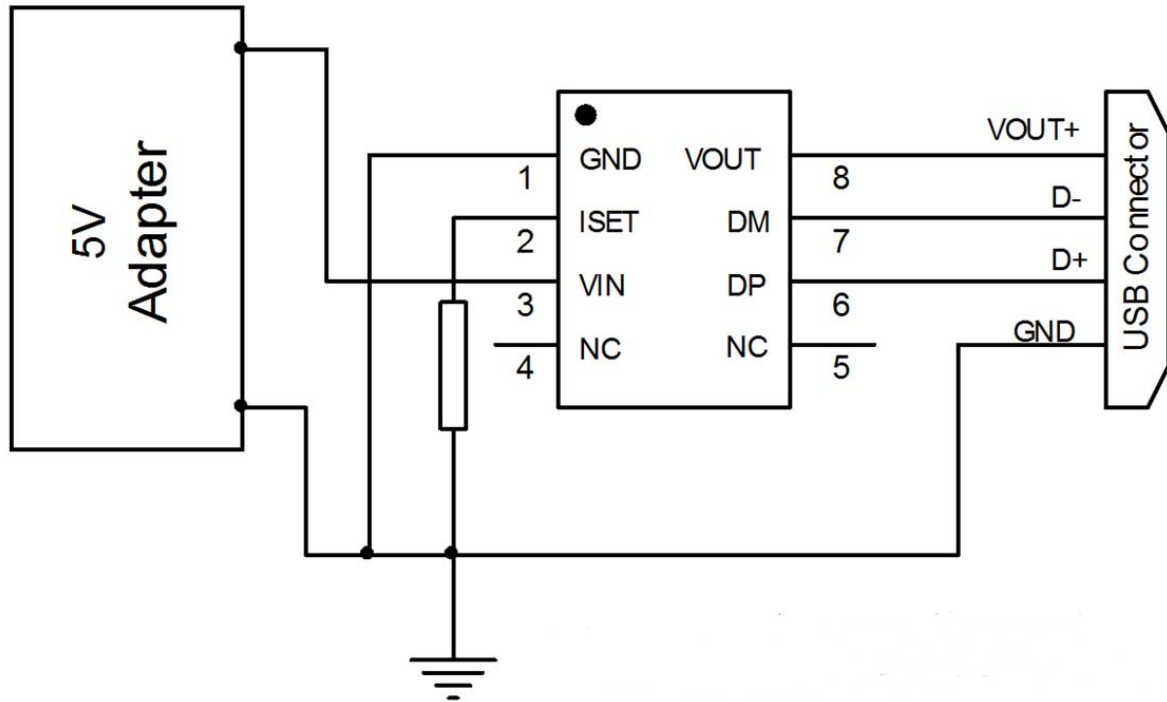 5V
Adapter
1
GND
VOUT
8
VOUT+
2
ISET
DM
7
D-
3
VIN
DP
6
D+
4
NC
NC
5
GND
USB Connector